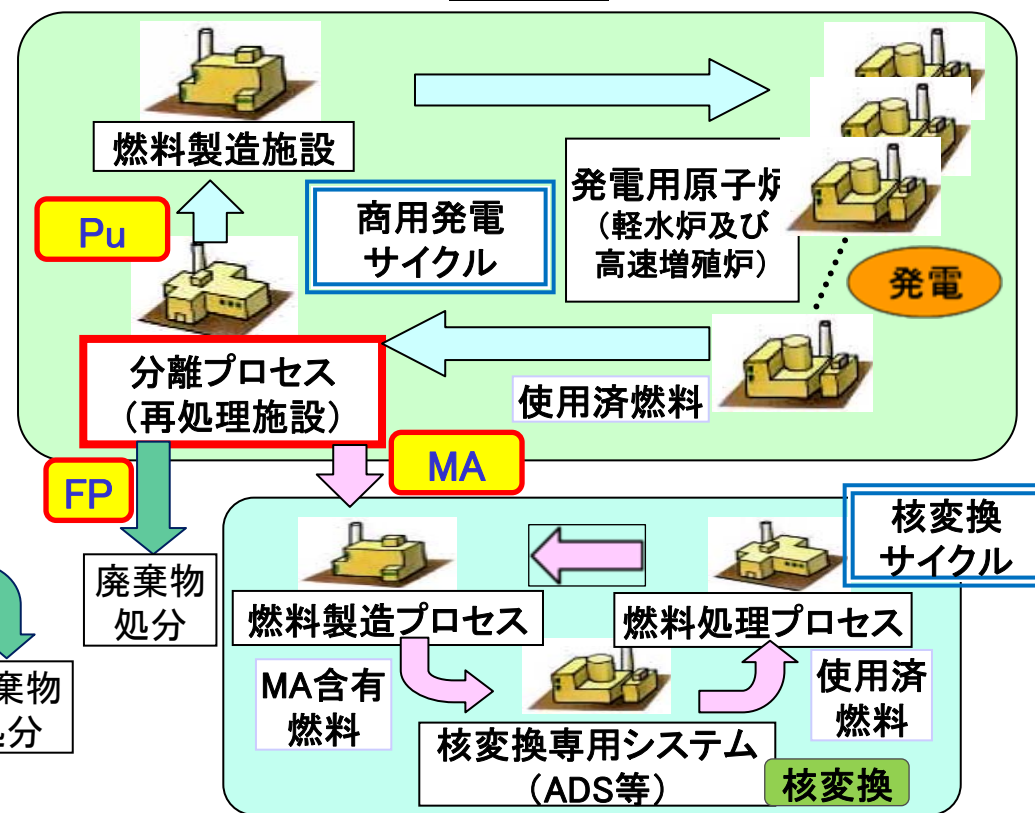 燃料製造施設
発電用原子炉
（軽水炉及び
高速増殖炉）
Pu
商用発電
サイクル
発電
分離プロセス
（再処理施設）
使用済燃料
FP
MA
核変換
サイクル
廃棄物
処分
燃料製造プロセス
燃料処理プロセス
MA含有
燃料
使用済
燃料
棄物
分
核変換専用システム
（ADS等）
核変換